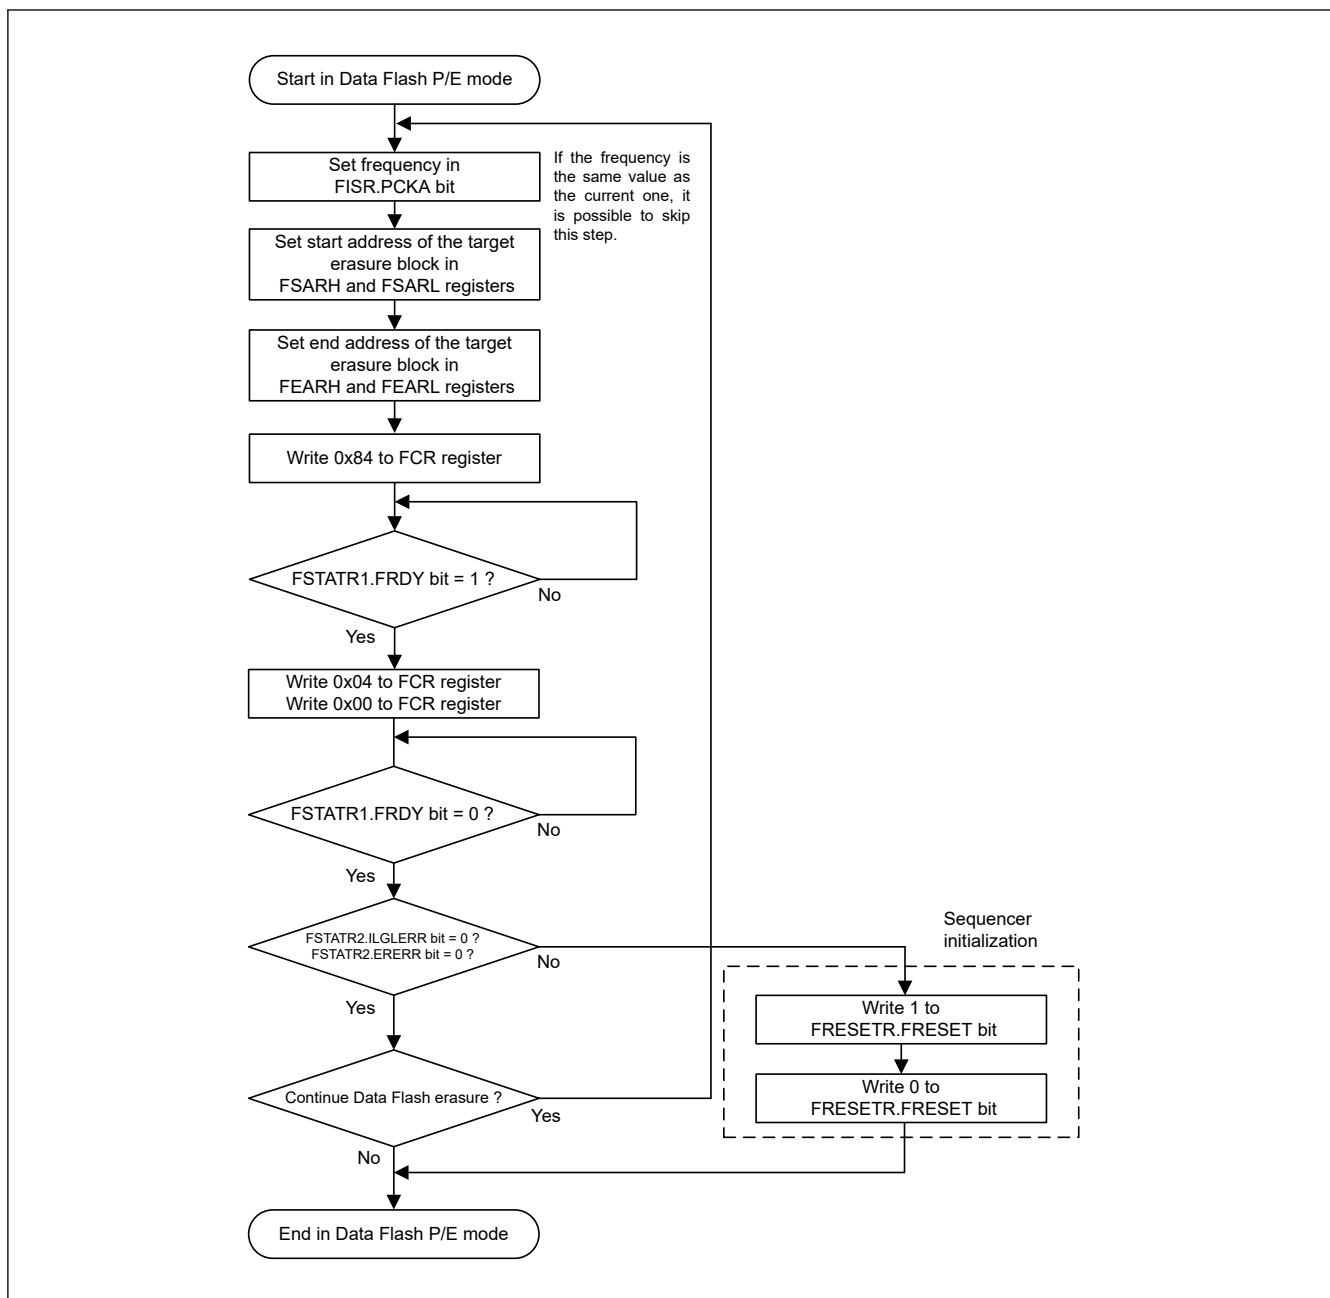 Start in Data Flash P/E mode
Set frequency in
FISR.PCKA bit
If the frequency is
the same value as
the current one, it
is possible to skip
this step.
Set start address of the target
erasure block in
FSARH and FSARL registers
Set end address of the target
erasure block in
FEARH and FEARL registers
Write 0x84 to FCR register
FSTATR1.FRDY bit = 1 ?
No
Yes
Write 0x04 to FCR register
Write 0x00 to FCR register
FSTATR1.FRDY bit = 0 ?
No
Yes
FSTATR2.ILGLERR bit = 0 ?
FSTATR2.ERERR bit = 0 ?
No
Yes
Sequencer
initialization
Write 1 to
FRESETR.FRESET bit
Write 0 to
FRESETR.FRESET bit
Continue Data Flash erasure ?
Yes
No
End in Data Flash P/E mode